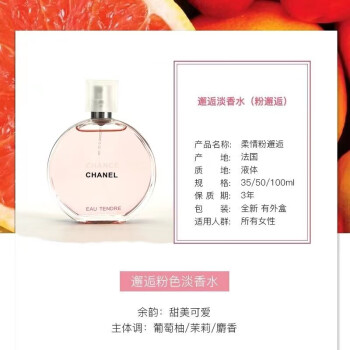 CHANCE
CHANEL
EAU TENDRE
邂逅淡香水（粉邂逅）
产品名称: 柔情粉邂逅
产 地: 法国
质 地: 液体
规 格: 35/50/100ml
保 质 期: 3年
包 装: 全新 有外盒
适用人群: 所有女性
邂逅粉色淡香水
余韵: 甜美可爱
主体调: 葡萄柚/茉莉/麝香